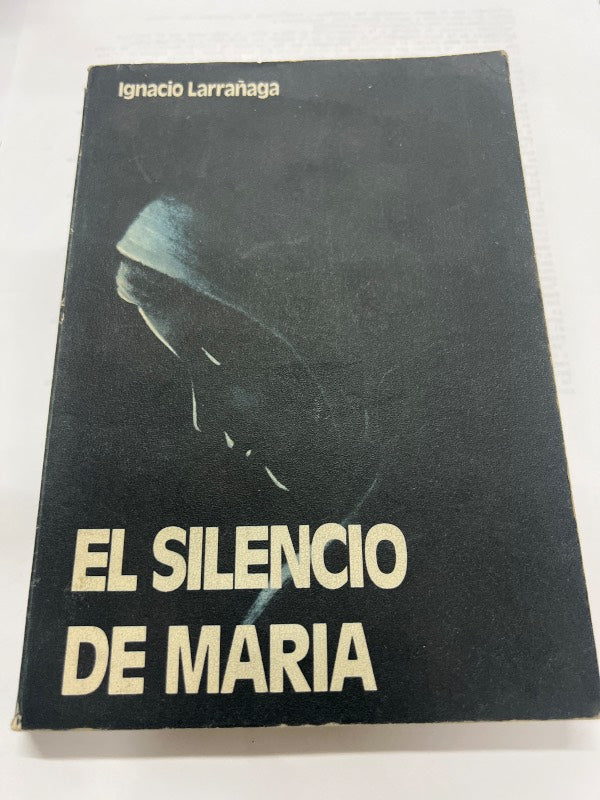 Ignacio Larrañaga
EL SILENCIO
DE MARIA